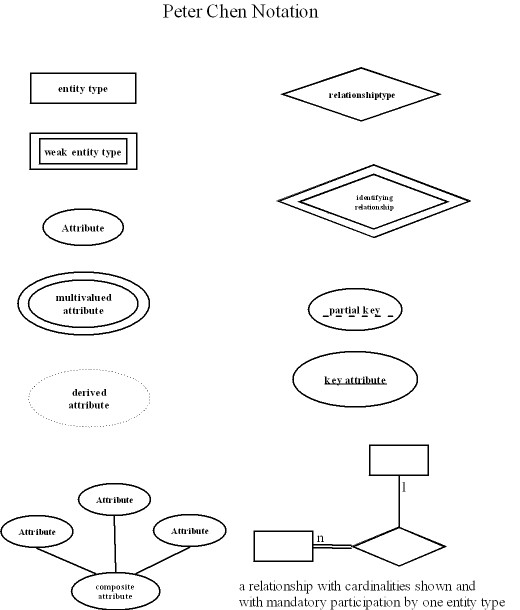 Peter Chen Notation
entity type
relationshiptype
weak entity type
identifying
relationship
Attribute
multivalued
attribute
partial key
derived
attribute
key attribute
Attribute
Attribute
Attribute
composite
attribute
1
n
a relationship with cardinalities shown and
with mandatory participation by one entity type